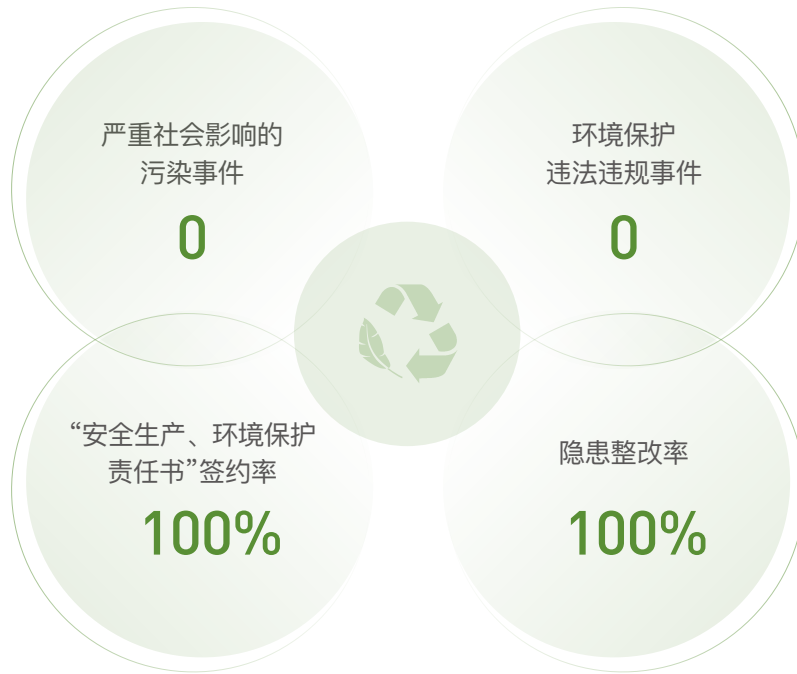 严重社会影响的
污染事件
0
环境保护
违法违规事件
0
“安全生产、环境保护
责任书”签约率
100%
隐患整改率
100%